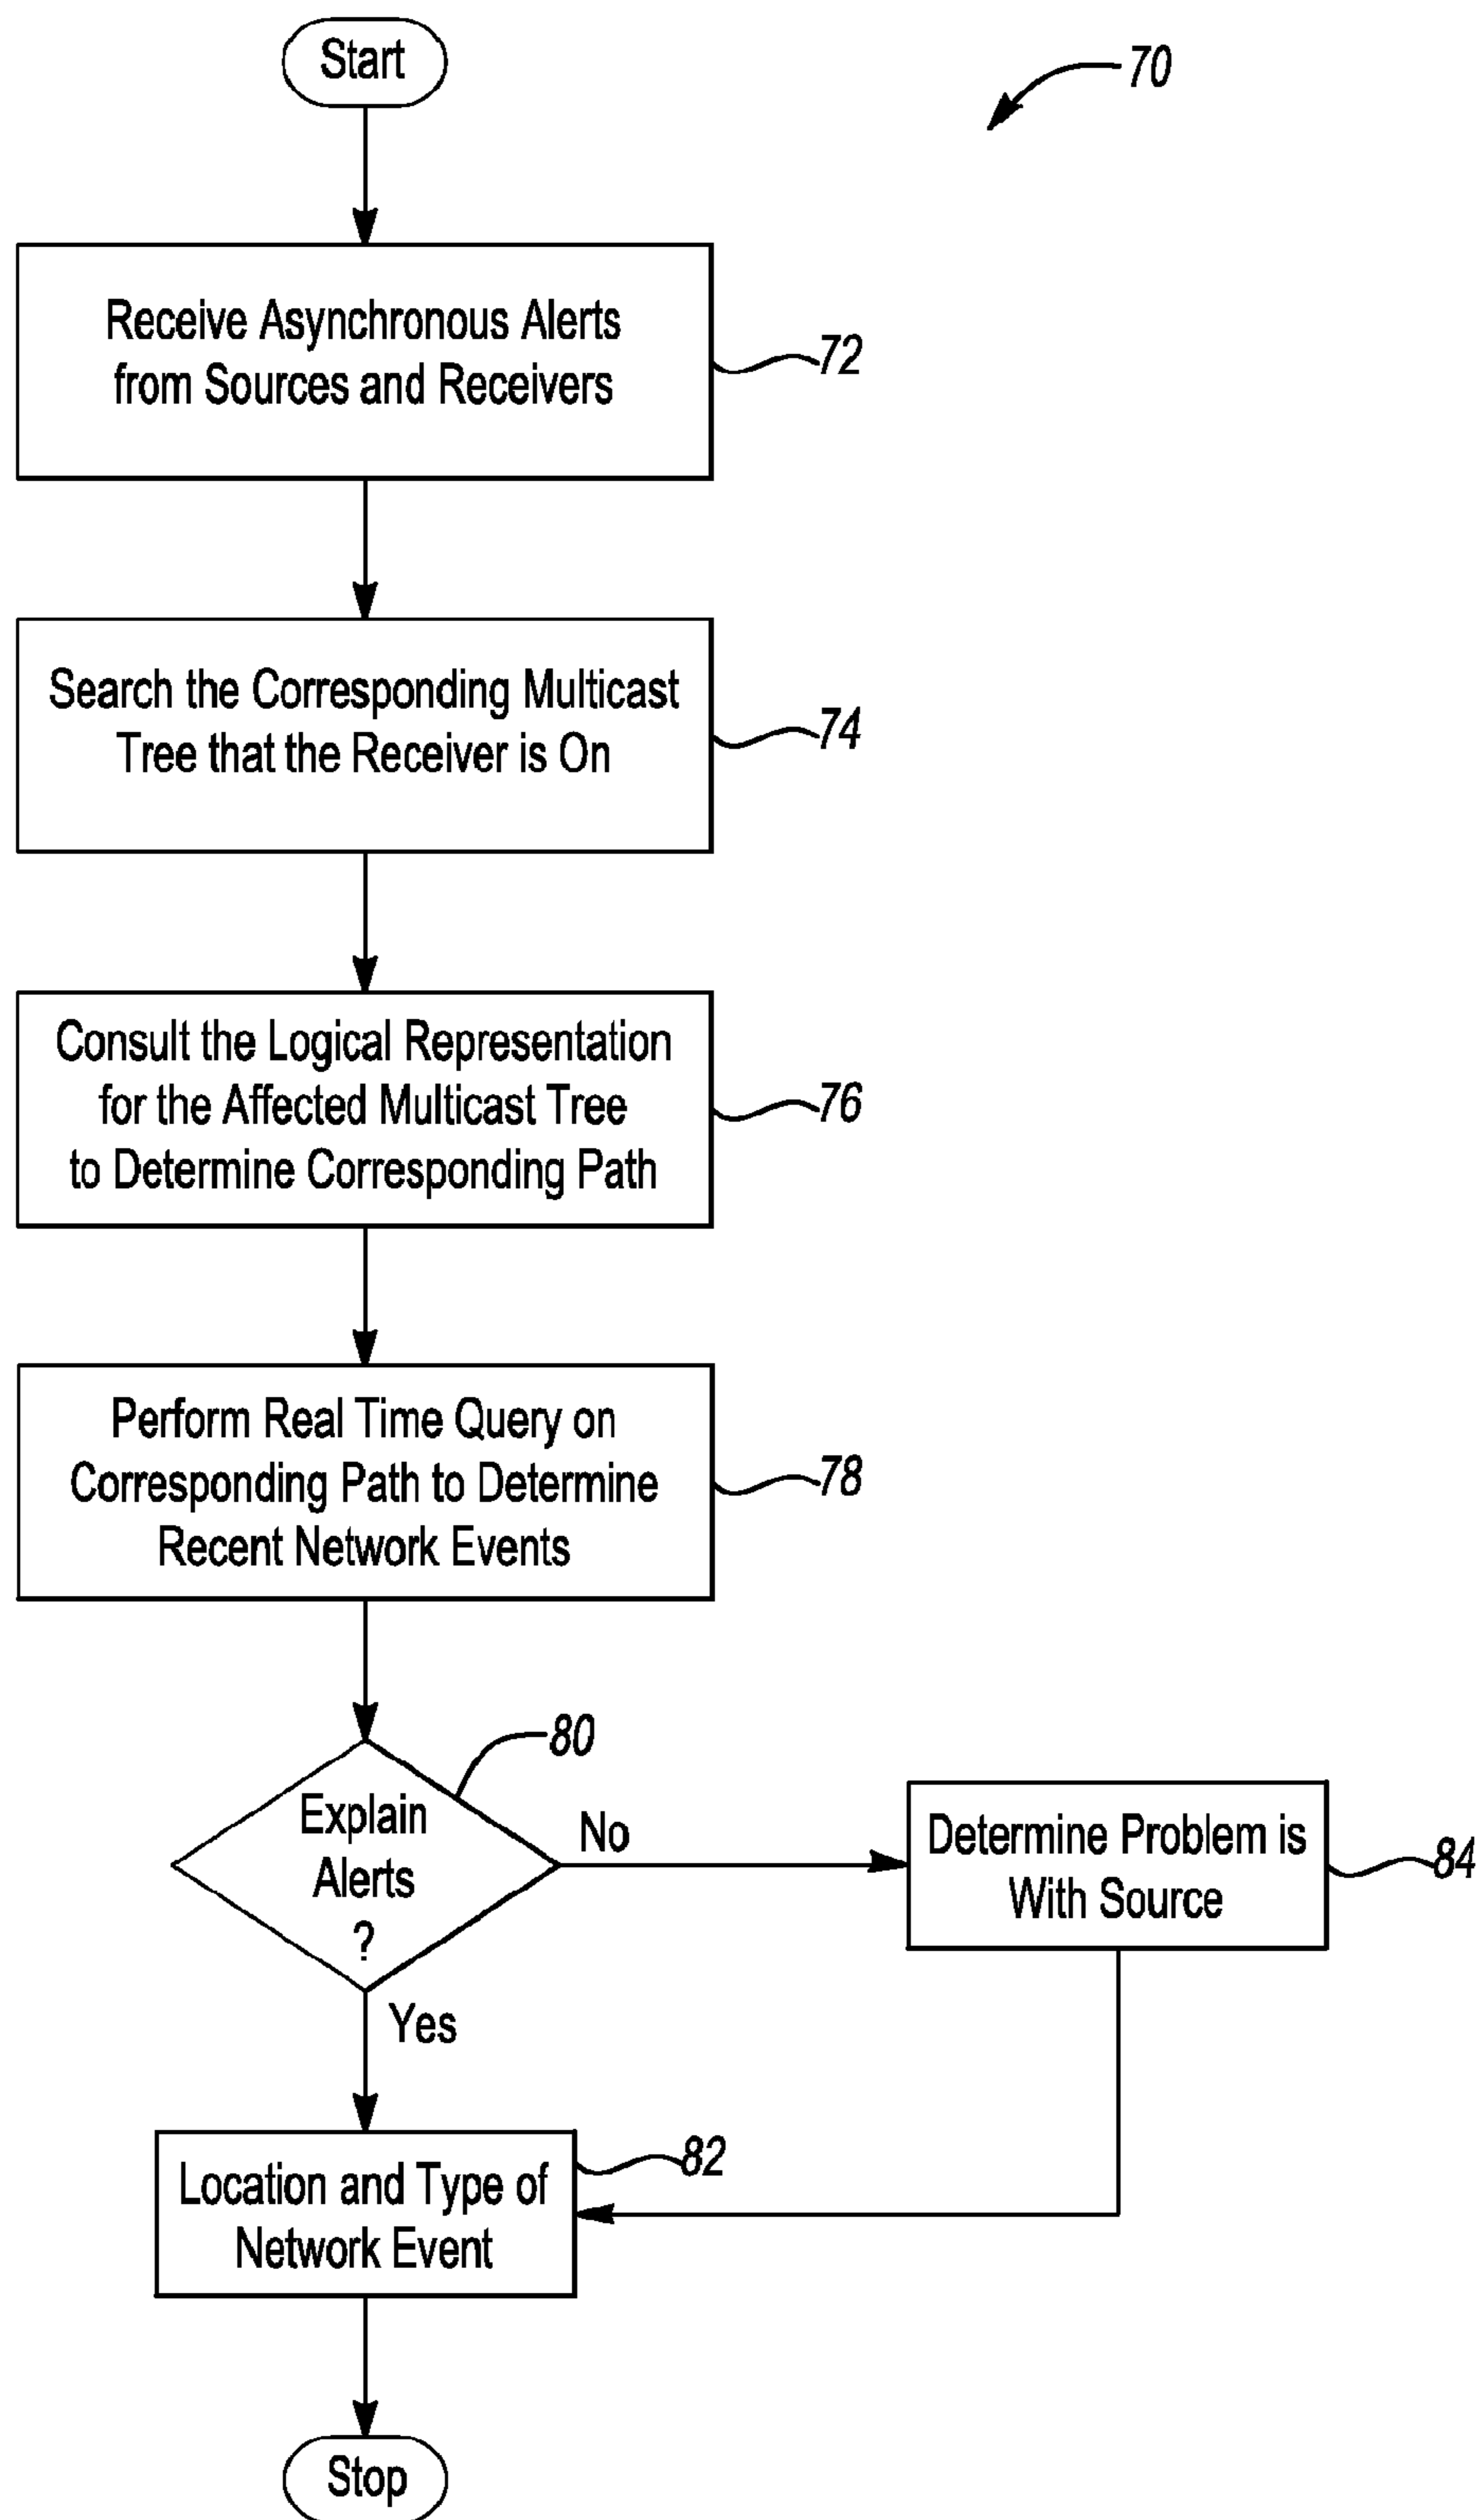 Start
70
Receive Asynchronous Alerts
from Sources and Receivers
72
Search the Corresponding Multicast
Tree that the Receiver is On
74
Consult the Logical Representation
for the Affected Multicast Tree
to Determine Corresponding Path
76
Perform Real Time Query on
Corresponding Path to Determine
Recent Network Events
78
80
Explain
Alerts
?
No
Determine Problem is
With Source
84
Yes
82
Location and Type of
Network Event
Stop